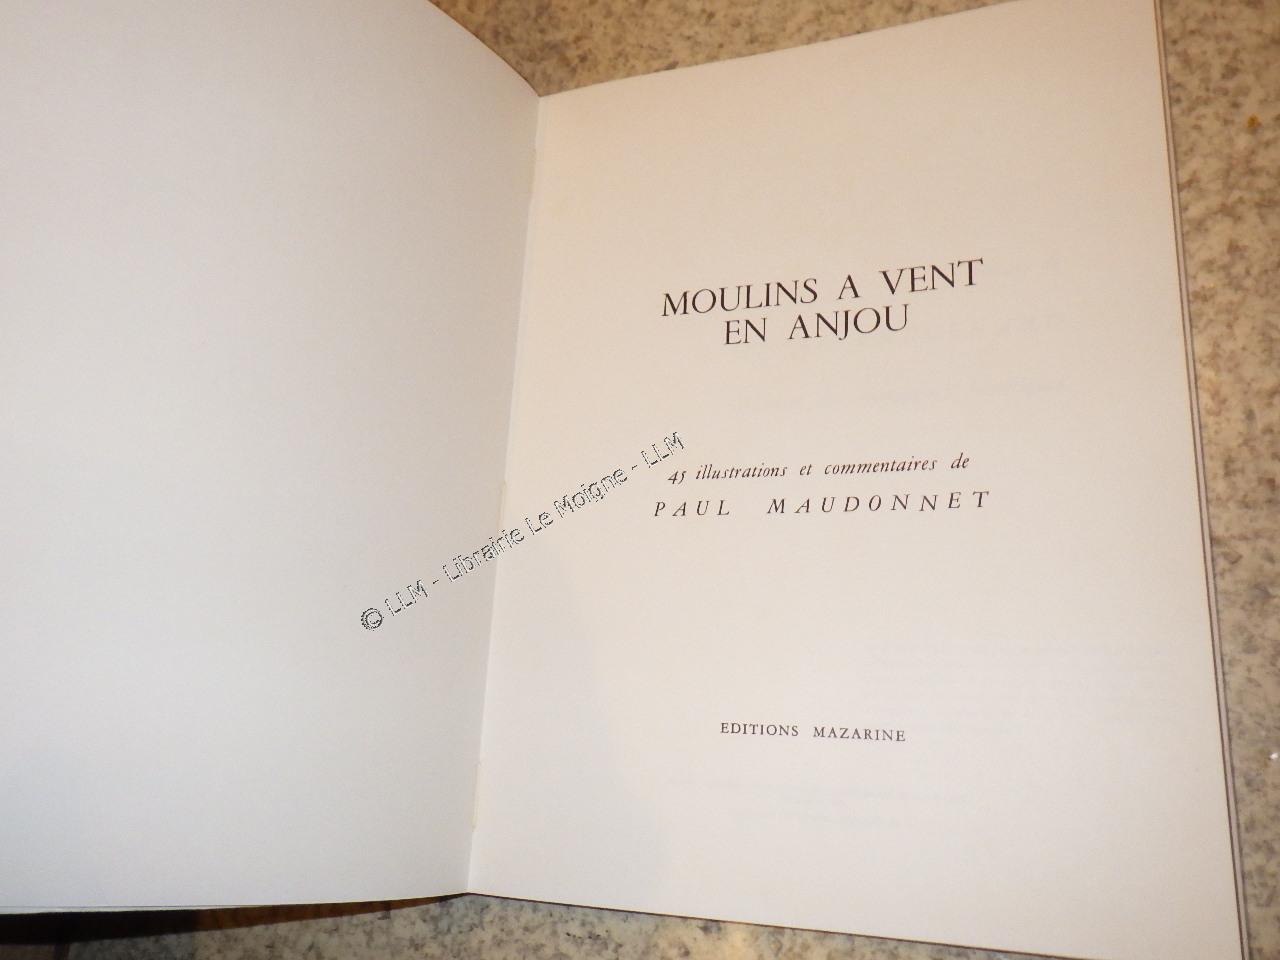 MOULINS A VENT
EN ANJOU
45 illustrations et commentaires de
PAUL MAUDONNET
© LLM - Librairie Le Moigne - LLM
EDITIONS MAZARINE